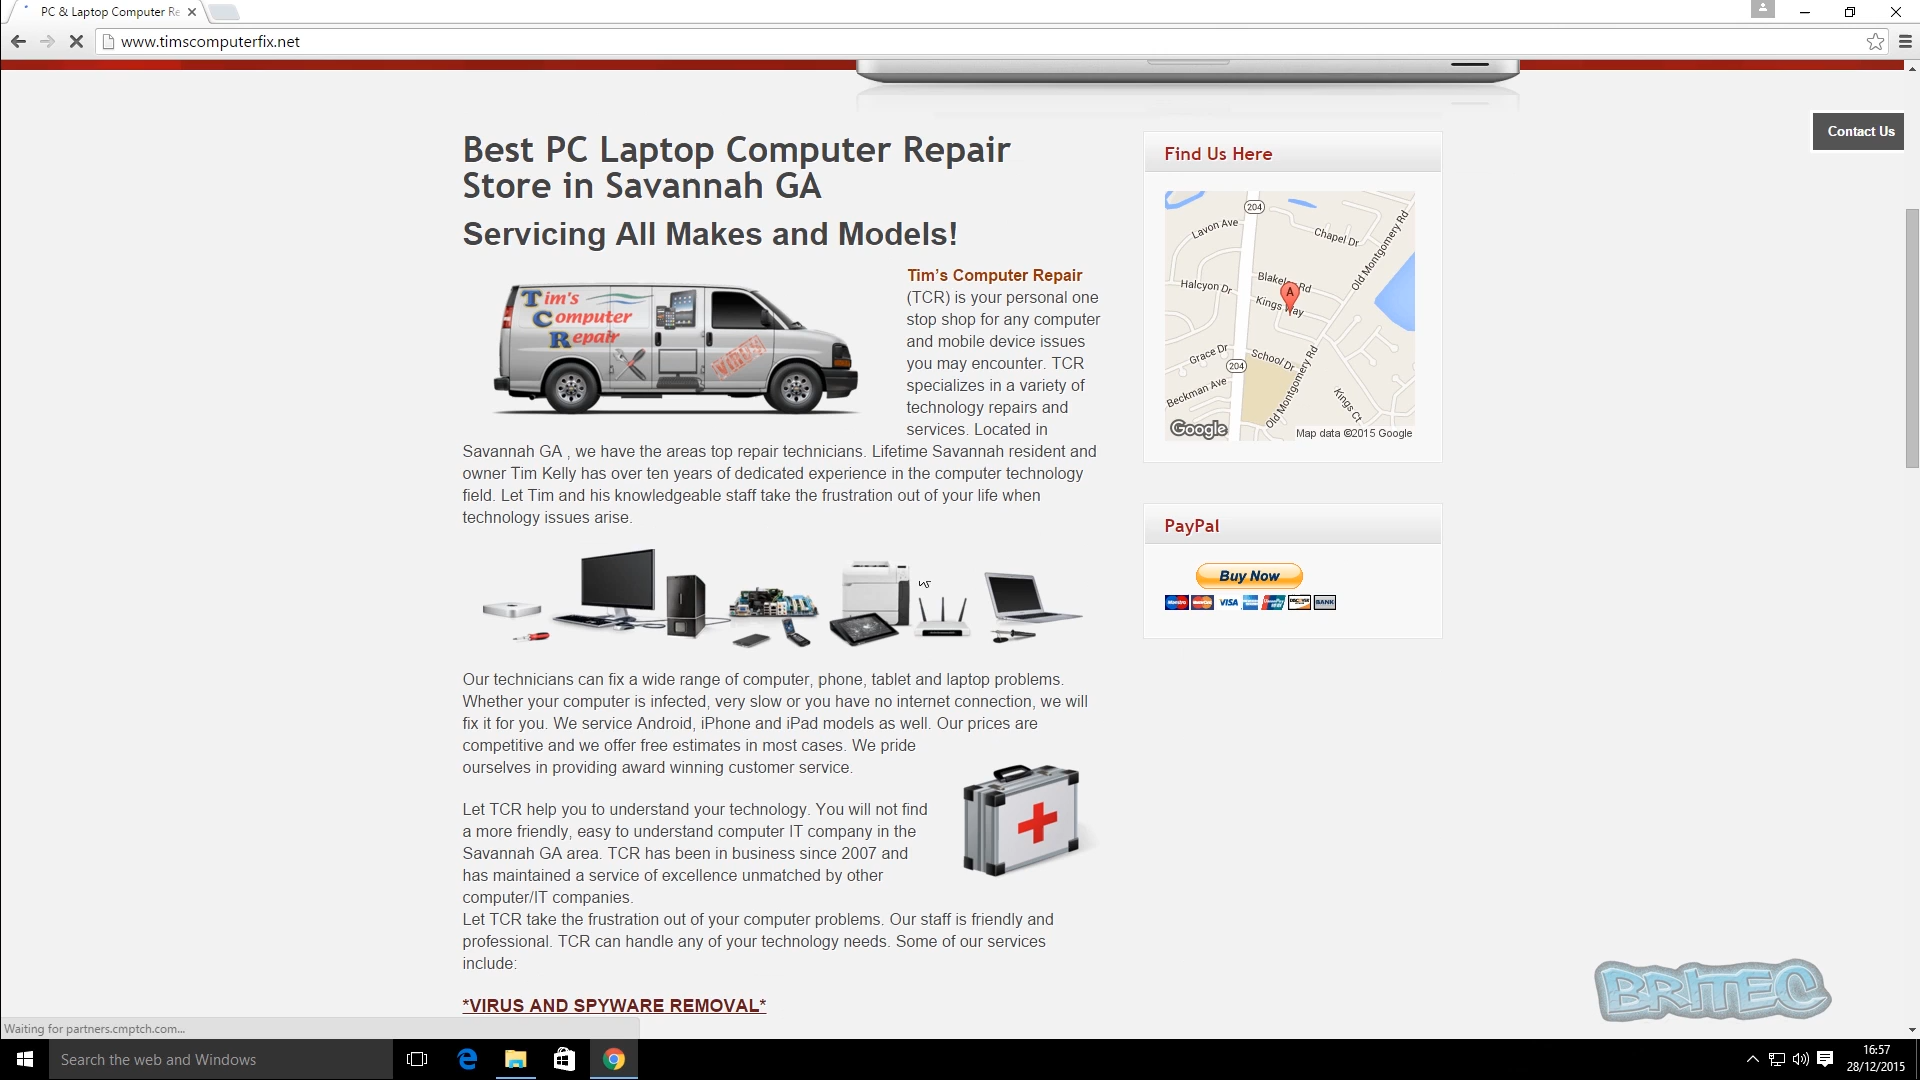 PC & Laptop Computer Re
www.timscomputerfix.net
Contact Us
Best PC Laptop Computer Repair
Store in Savannah GA
Servicing All Makes and Models!
Tim's
Computer
Repair
VIRUS
Tim’s Computer Repair
(TCR) is your personal one
stop shop for any computer
and mobile device issues
you may encounter. TCR
specializes in a variety of
technology repairs and
services. Located in
Savannah GA , we have the areas top repair technicians. Lifetime Savannah resident and
owner Tim Kelly has over ten years of dedicated experience in the computer technology
field. Let Tim and his knowledgeable staff take the frustration out of your life when
technology issues arise.
Our technicians can fix a wide range of computer, phone, tablet and laptop problems.
Whether your computer is infected, very slow or you have no internet connection, we will
fix it for you. We service Android, iPhone and iPad models as well. Our prices are
competitive and we offer free estimates in most cases. We pride
ourselves in providing award winning customer service.
Let TCR help you to understand your technology. You will not find
a more friendly, easy to understand computer IT company in the
Savannah GA area. TCR has been in business since 2007 and
has maintained a service of excellence unmatched by other
computer/IT companies.
Let TCR take the frustration out of your computer problems. Our staff is friendly and
professional. TCR can handle any of your technology needs. Some of our services
include:
*VIRUS AND SPYWARE REMOVAL*
Find Us Here
204
Lavon Ave
Chapel Dr
Old Montgomery Rd
Halcyon Dr
A
Kings Way
Grace Dr
School Dr
204
Beckman Ave
Old Montgomery Rd
Kings Ct
Google
Map data ©2015 Google
PayPal
Buy Now
VISA
BANK
BRITEC
Waiting for partners.cmptch.com...
Search the web and Windows
16:57
28/12/2015